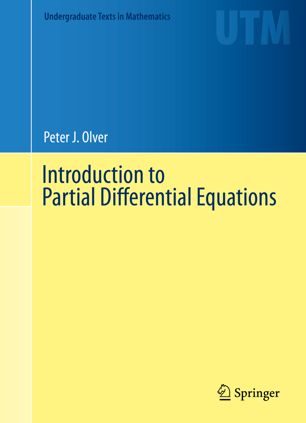 Undergraduate Texts in Mathematics
UTM
Peter J. Olver
Introduction to
Partial Differential Equations
Springer